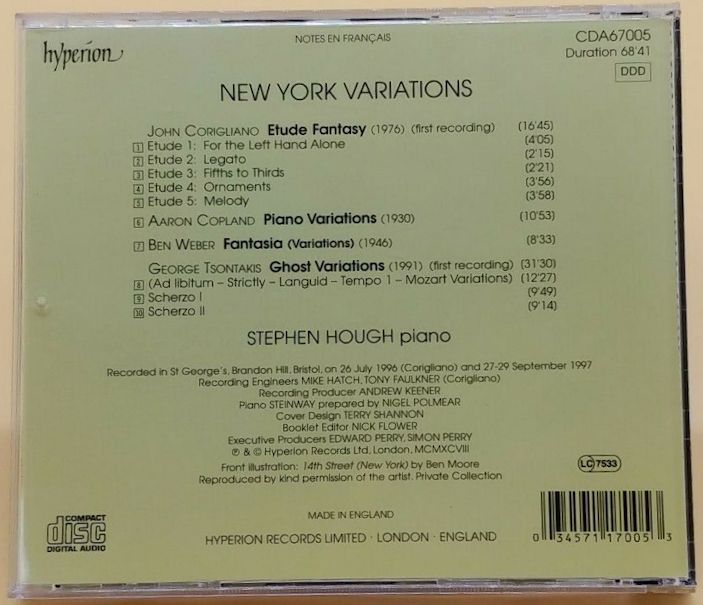 hyperion
NOTES EN FRANÇAIS
CDA67005
Duration 68'41
DDD
NEW YORK VARIATIONS
JOHN CORIGLIANO Etude Fantasy (1976) (first recording) (16'45)
1 Etude 1: For the Left Hand Alone (4'05)
2 Etude 2: Legato (2'15)
3 Etude 3: Fifths to Thirds (2'21)
4 Etude 4: Ornaments (3'56)
5 Etude 5: Melody (3'58)
6 AARON COPLAND Piano Variations (1930) (10'53)
7 BEN WEBER Fantasia (Variations) (1946) (8'33)
GEORGE TSONTAKIS Ghost Variations (1991) (first recording) (31'30)
8 (Ad libitum – Strictly – Languid – Tempo 1 – Mozart Variations) (12'27)
9 Scherzo I (9'49)
10 Scherzo II (9'14)
STEPHEN HOUGH piano
Recorded in St George's, Brandon Hill, Bristol, on 26 July 1996 (Corigliano) and 27-29 September 1997
Recording Engineers MIKE HATCH, TONY FAULKNER (Corigliano)
Recording Producer ANDREW KEENER
Piano STEINWAY prepared by NIGEL POLMEAR
Cover Design TERRY SHANNON
Booklet Editor NICK FLOWER
Executive Producers EDWARD PERRY, SIMON PERRY
℗ & © Hyperion Records Ltd, London, MCMXCVIII
Front illustration: 14th Street (New York) by Ben Moore
Reproduced by kind permission of the artist. Private Collection
LC 7533
COMPACT
disc
DIGITAL AUDIO
MADE IN ENGLAND
HYPERION RECORDS LIMITED · LONDON · ENGLAND
0 34571 17005 3